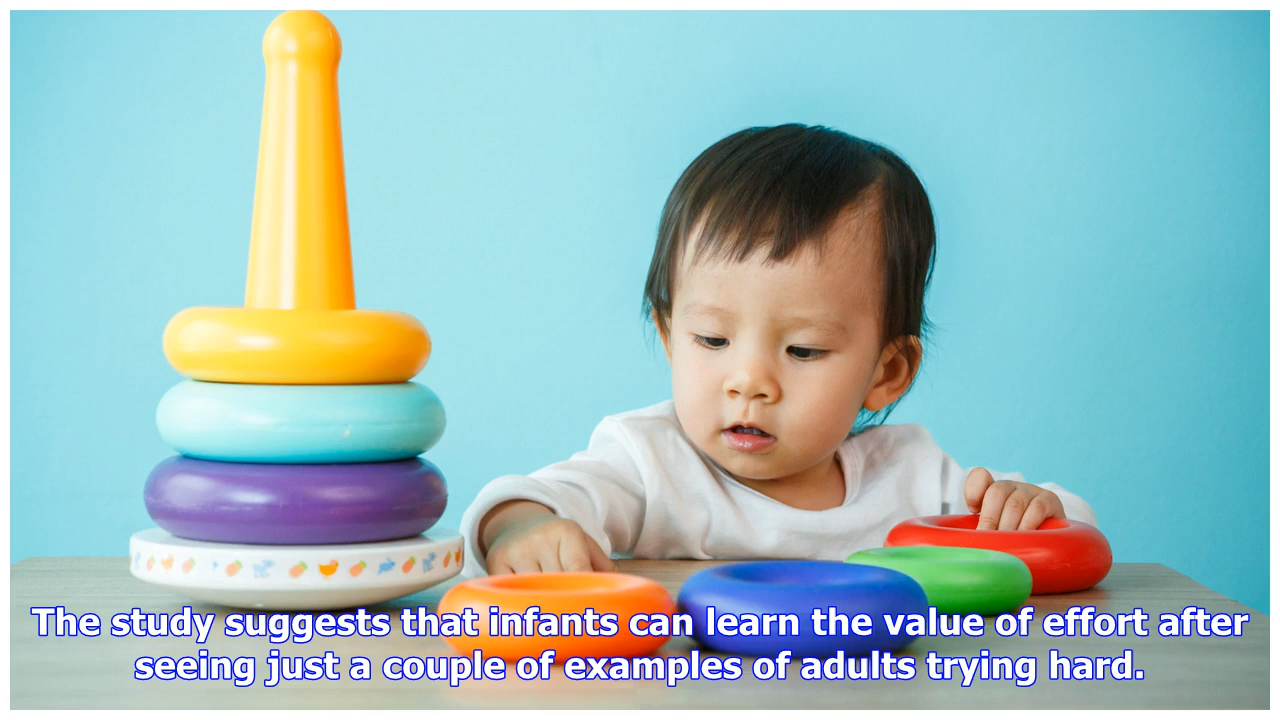 The study suggests that infants can learn the value of effort after
seeing just a couple of examples of adults trying hard.